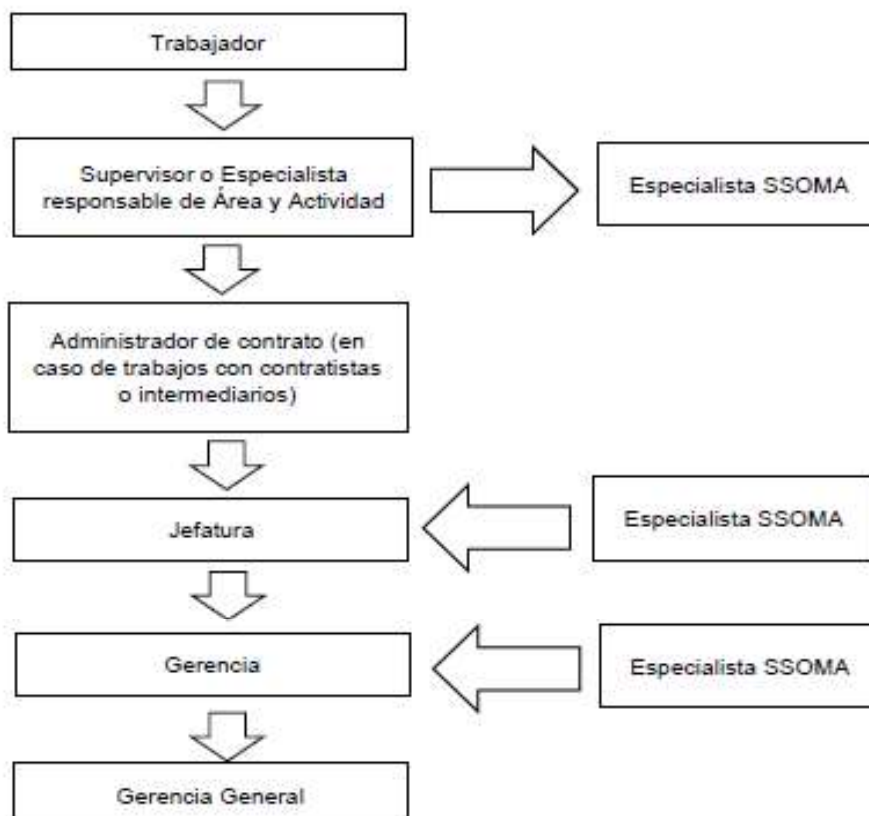 Trabajador
Supervisor o Especialista
responsable de Área y Actividad
Especialista SSOMA
Administrador de contrato (en
caso de trabajos con contratistas
o intermediarios)
Jefatura
Especialista SSOMA
Gerencia
Especialista SSOMA
Gerencia General